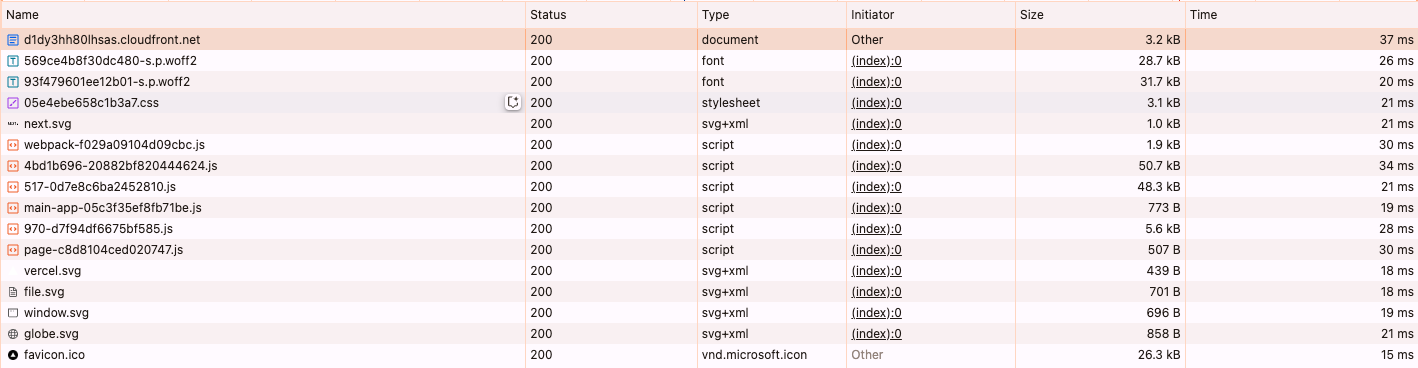 Name Status Type Initiator Size Time
d1dy3hh80lhsas.cloudfront.net 200 document Other 3.2 kB 37 ms
569ce4b8f30dc480-s.p.woff2 200 font (index):0 28.7 kB 26 ms
93f479601ee12b01-s.p.woff2 200 font (index):0 31.7 kB 20 ms
05e4ebe658c1b3a7.css 200 stylesheet (index):0 3.1 kB 21 ms
next.svg 200 svg+xml (index):0 1.0 kB 21 ms
webpack-f029a09104d09cbc.js 200 script (index):0 1.9 kB 30 ms
4bd1b696-20882bf820444624.js 200 script (index):0 50.7 kB 34 ms
517-0d7e8c6ba2452810.js 200 script (index):0 48.3 kB 21 ms
main-app-05c3f35ef8fb71be.js 200 script (index):0 773 B 19 ms
970-d7f94df6675bf585.js 200 script (index):0 5.6 kB 28 ms
page-c8d8104ced020747.js 200 script (index):0 507 B 30 ms
vercel.svg 200 svg+xml (index):0 439 B 18 ms
file.svg 200 svg+xml (index):0 701 B 18 ms
window.svg 200 svg+xml (index):0 696 B 19 ms
globe.svg 200 svg+xml (index):0 858 B 21 ms
favicon.ico 200 vnd.microsoft.icon Other 26.3 kB 15 ms